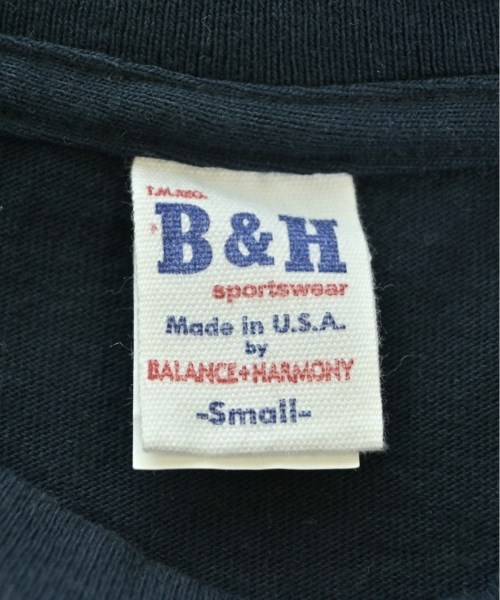 T.M.REG.
B&H
sportswear
Made in U.S.A.
by
BALANCE+HARMONY
-Small-